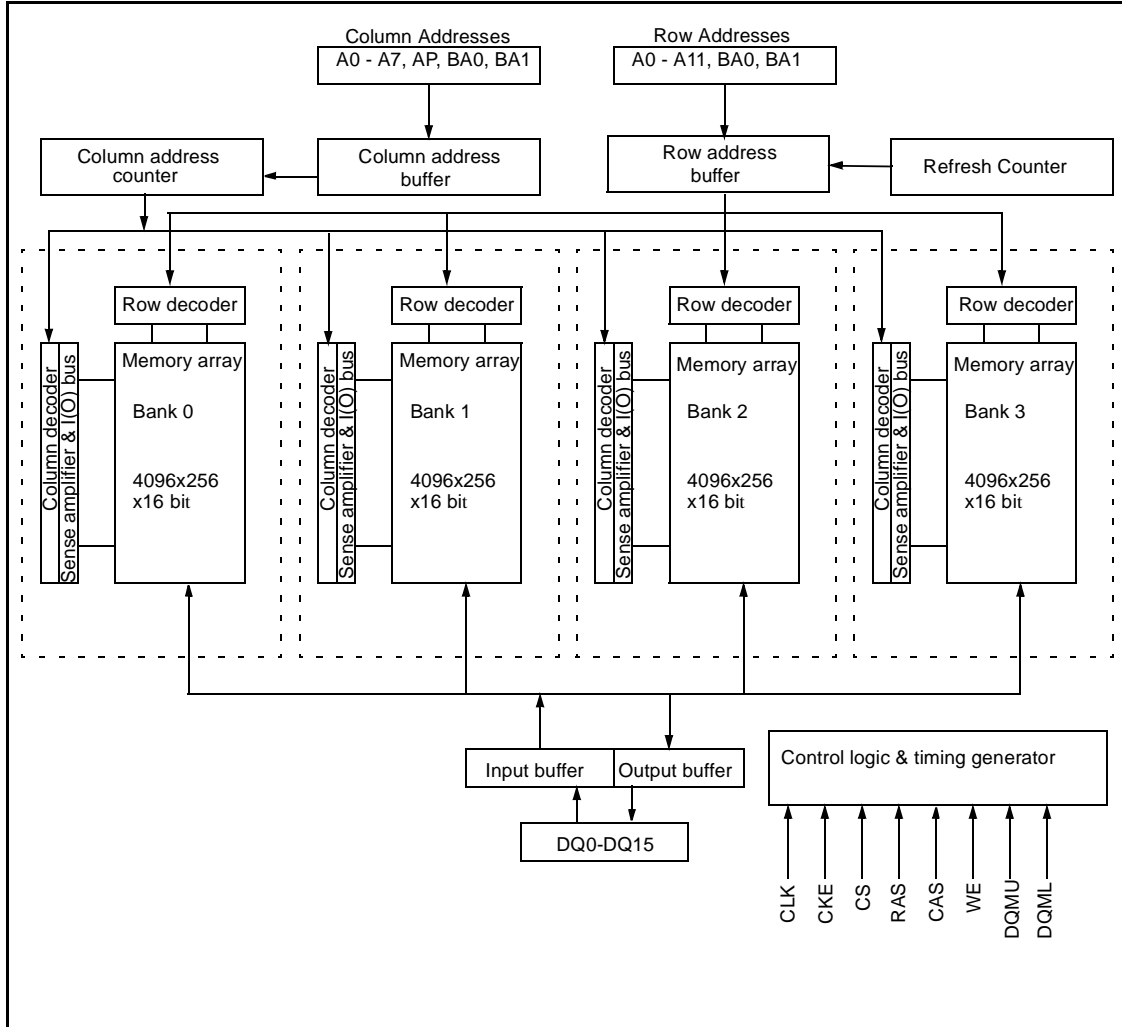 Column Addresses
A0 - A7, AP, BA0, BA1
Row Addresses
A0 - A11, BA0, BA1
Column address
counter
Column address
buffer
Row address
buffer
Refresh Counter
Row decoder
Row decoder
Row decoder
Row decoder
Column decoder
Sense amplifier & I(O) bus
Memory array
Bank 0
4096x256
x16 bit
Column decoder
Sense amplifier & I(O) bus
Memory array
Bank 1
4096x256
x16 bit
Column decoder
Sense amplifier & I(O) bus
Memory array
Bank 2
4096x256
x16 bit
Column decoder
Sense amplifier & I(O) bus
Memory array
Bank 3
4096x256
x16 bit
Input buffer
Output buffer
DQ0-DQ15
Control logic & timing generator
CLK
CKE
CS
RAS
CAS
WE
DQMU
DQML